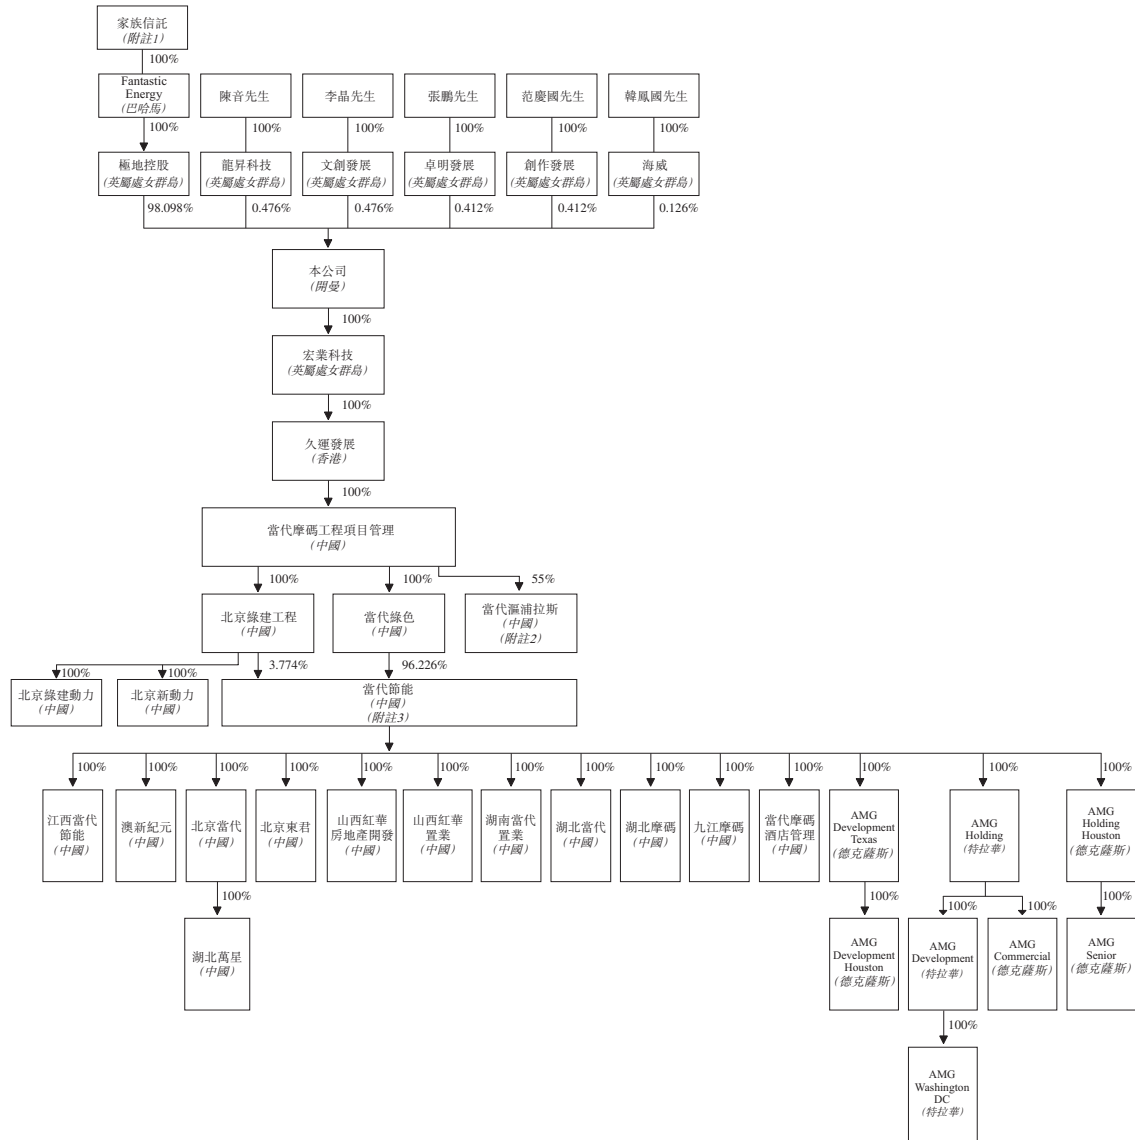 家族信託
(附註1)
100%
Fantastic
Energy
(巴哈馬)
陳音先生
李晶先生
張鵬先生
范慶國先生
韓鳳國先生
100%
100%
100%
100%
100%
100%
極地控股
(英屬處女群島)
龍昇科技
(英屬處女群島)
文創發展
(英屬處女群島)
卓明發展
(英屬處女群島)
創作發展
(英屬處女群島)
海威
(英屬處女群島)
98.098%
0.476%
0.476%
0.412%
0.412%
0.126%
本公司
(開曼)
100%
宏業科技
(英屬處女群島)
100%
久運發展
(香港)
100%
當代摩碼工程項目管理
(中國)
100%
100%
55%
北京綠建工程
(中國)
當代綠色
(中國)
當代滙浦拉斯
(中國)
(附註2)
100%
100%
3.774%
96.226%
北京綠建動力
(中國)
北京新動力
(中國)
當代節能
(中國)
(附註3)
100%
100%
100%
100%
100%
100%
100%
100%
100%
100%
100%
100%
100%
100%
江西當代
節能
(中國)
澳新紀元
(中國)
北京當代
(中國)
北京東君
(中國)
山西紅華
房地產開發
(中國)
山西紅華
置業
(中國)
湖南當代
置業
(中國)
湖北當代
(中國)
湖北摩碼
(中國)
九江摩碼
(中國)
當代摩碼
酒店管理
(中國)
AMG
Development
Texas
(德克薩斯)
AMG
Holding
(特拉華)
AMG
Holding
Houston
(德克薩斯)
100%
100%
100%
100%
100%
湖北萬星
(中國)
AMG
Development
Houston
(德克薩斯)
AMG
Development
(特拉華)
AMG
Commercial
(德克薩斯)
AMG
Senior
(德克薩斯)
100%
AMG
Washington
DC
(特拉華)